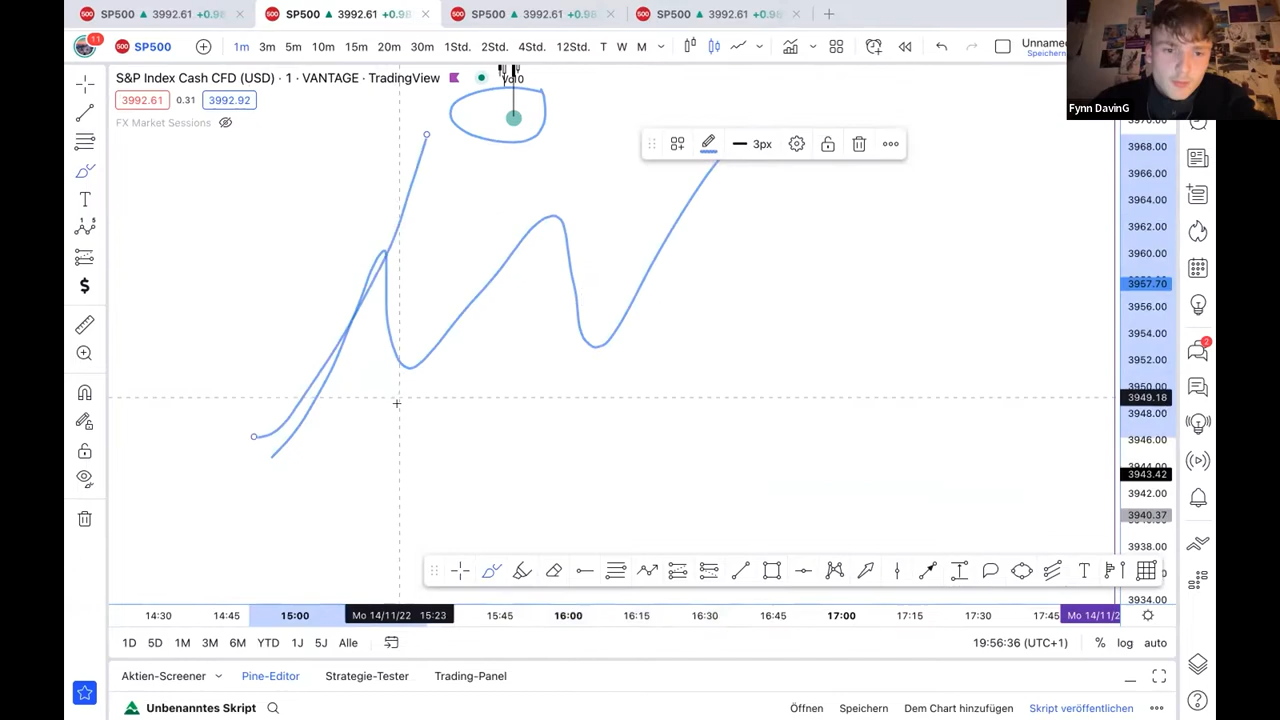 SP500 ▲ 3992.61 +0.98
SP500 ▲ 3992.61 +0.98
SP500 ▲ 3992.61 +0.98
SP500 ▲ 3992.61 +0.98
11
SP500
1m 3m 5m 10m 15m 20m 30m 1Std. 2Std. 4Std. 12Std. T W M
Unname
Speichern
Fynn DavinG
S&P Index Cash CFD (USD) · 1 · VANTAGE · TradingView
3992.61 0.31 3992.92
FX Market Sessions
3px
3970.00
3968.00
3966.00
3964.00
3962.00
3960.00
3957.70
3956.00
3954.00
3952.00
3950.00
3949.18
3948.00
3946.00
3944.00
3943.42
3942.00
3940.37
3938.00
3934.00
2
14:30 14:45 15:00 Mo 14/11/22 15:23 15:45 16:00 16:15 16:30 16:45 17:00 17:15 17:30 17:45 Mo 14/11/2
1D 5D 1M 3M 6M YTD 1J 5J Alle
19:56:36 (UTC+1) % log auto
Aktien-Screener Pine-Editor Strategie-Tester Trading-Panel
Unbenanntes Skript
Öffnen Speichern Dem Chart hinzufügen Skript veröffentlichen